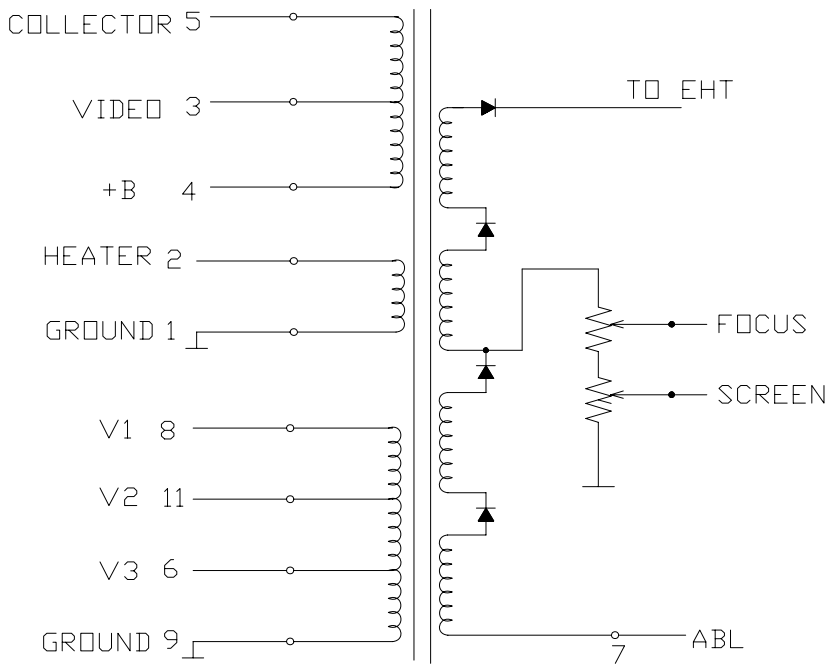 COLLECTOR 5
VIDEO 3
+B 4
HEATER 2
GROUND 1
V1 8
V2 11
V3 6
GROUND 9
TO EHT
FOCUS
SCREEN
ABL
7